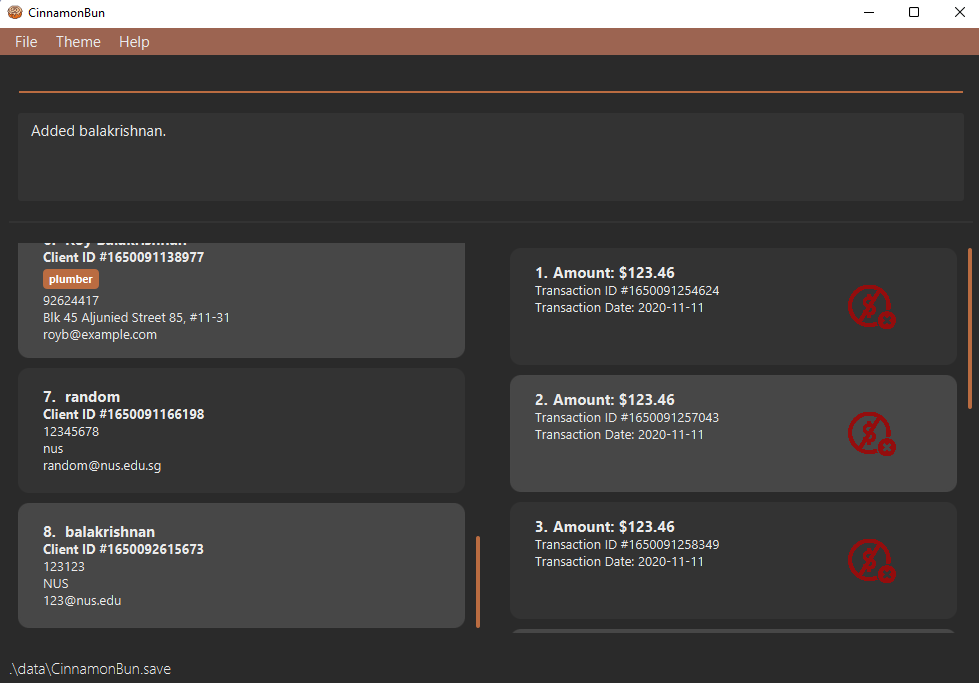 CinnamonBun
File Theme Help
Added balakrishnan.
6. Roy Balakrishnan
Client ID #1650091138977
plumber
92624417
Blk 45 Aljunied Street 85, #11-31
royb@example.com
7. random
Client ID #1650091166198
12345678
nus
random@nus.edu.sg
8. balakrishnan
Client ID #1650092615673
123123
NUS
123@nus.edu
1. Amount: $123.46
Transaction ID #1650091254624
Transaction Date: 2020-11-11
2. Amount: $123.46
Transaction ID #1650091257043
Transaction Date: 2020-11-11
3. Amount: $123.46
Transaction ID #1650091258349
Transaction Date: 2020-11-11
.\data\CinnamonBun.save